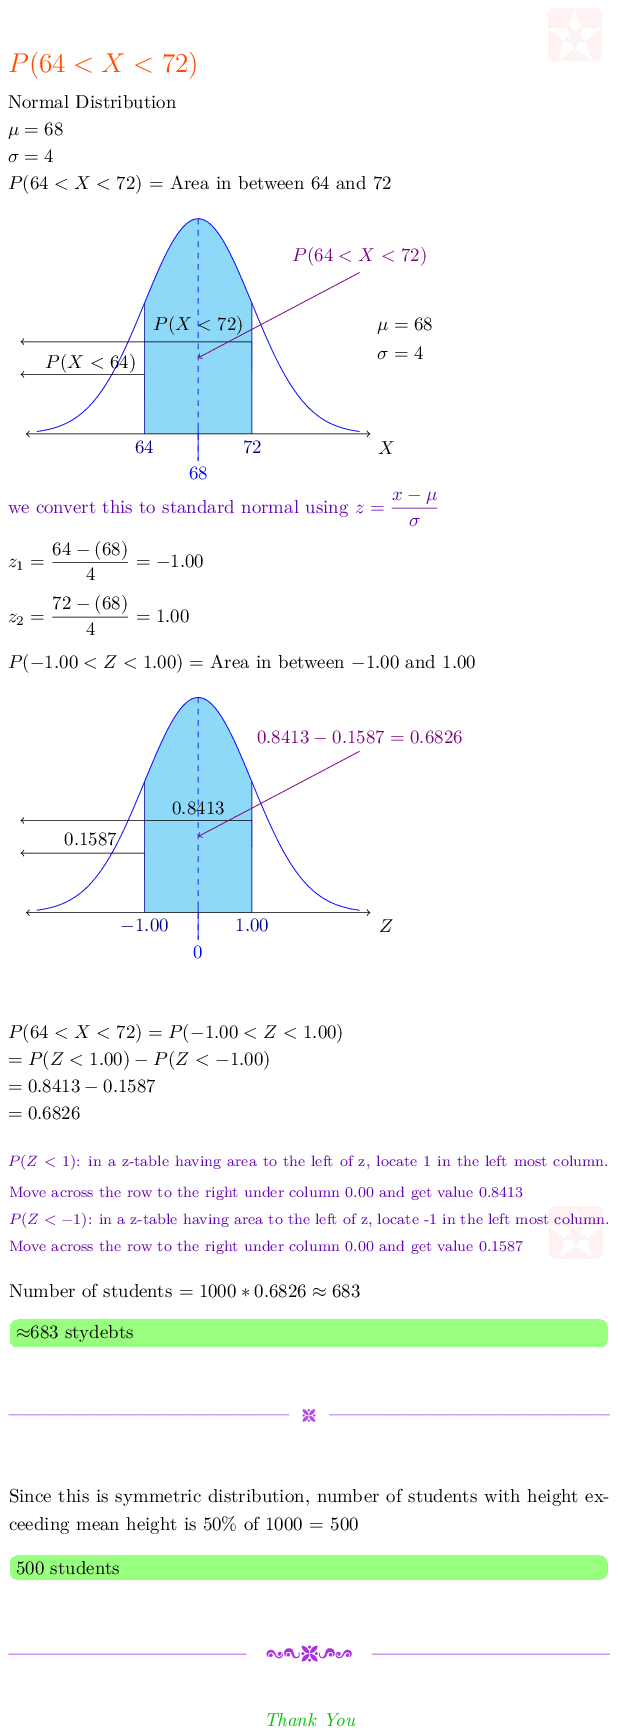 P(64 < X < 72)
Normal Distribution
μ = 68
σ = 4
P(64 < X < 72) = Area in between 64 and 72
P(64 < X < 72)
P(X < 72)
μ = 68
P(X < 64)
σ = 4
64
72
X
68
we convert this to standard normal using z = (x − μ)/σ
z₁ = (64 − (68))/4 = −1.00
z₂ = (72 − (68))/4 = 1.00
P(−1.00 < Z < 1.00) = Area in between −1.00 and 1.00
0.8413 − 0.1587 = 0.6826
0.8413
0.1587
−1.00
1.00
Z
0
P(64 < X < 72) = P(−1.00 < Z < 1.00)
= P(Z < 1.00) − P(Z < −1.00)
= 0.8413 − 0.1587
= 0.6826
P(Z < 1): in a z-table having area to the left of z, locate 1 in the left most column.
Move across the row to the right under column 0.00 and get value 0.8413
P(Z < −1): in a z-table having area to the left of z, locate -1 in the left most column.
Move across the row to the right under column 0.00 and get value 0.1587
Number of students = 1000 ∗ 0.6826 ≈ 683
≈683 stydebts
Since this is symmetric distribution, number of students with height ex-
ceeding mean height is 50% of 1000 = 500
500 students
Thank You